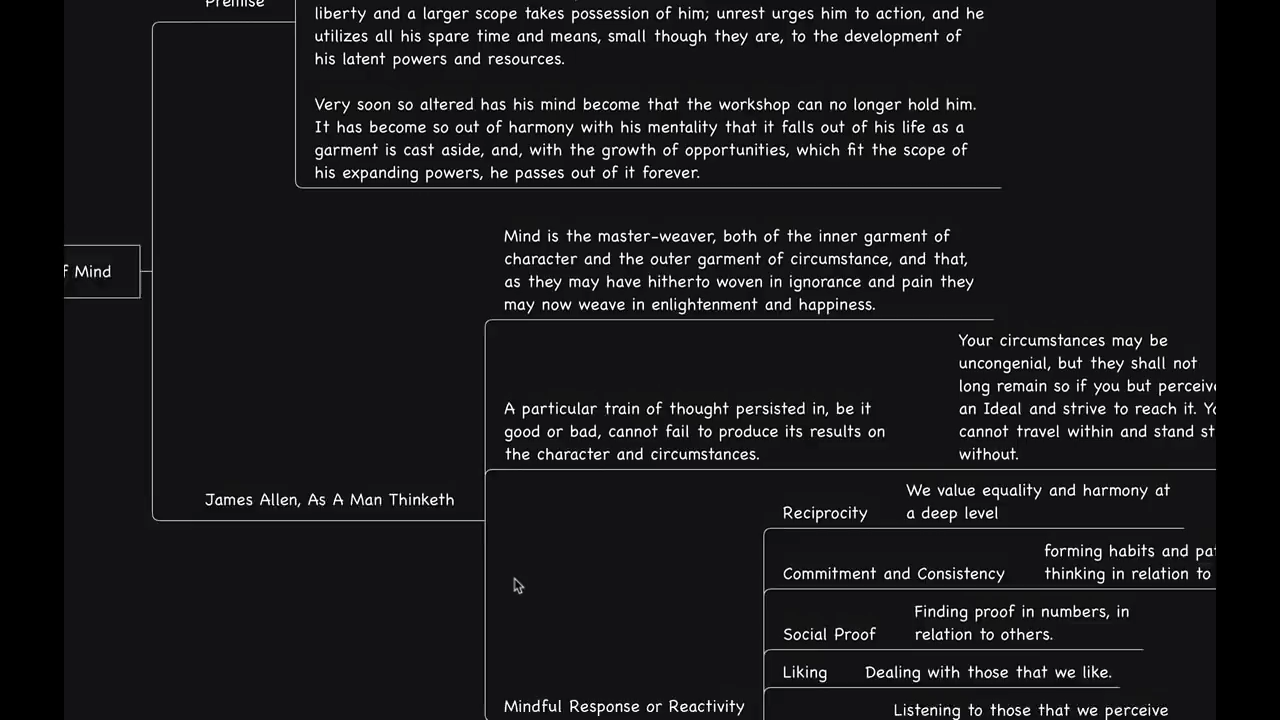 Premise
liberty and a larger scope takes possession of him; unrest urges him to action, and he
utilizes all his spare time and means, small though they are, to the development of
his latent powers and resources.
Very soon so altered has his mind become that the workshop can no longer hold him.
It has become so out of harmony with his mentality that it falls out of his life as a
garment is cast aside, and, with the growth of opportunities, which fit the scope of
his expanding powers, he passes out of it forever.
f Mind
Mind is the master-weaver, both of the inner garment of
character and the outer garment of circumstance, and that,
as they may have hitherto woven in ignorance and pain they
may now weave in enlightenment and happiness.
A particular train of thought persisted in, be it
good or bad, cannot fail to produce its results on
the character and circumstances.
Your circumstances may be
uncongenial, but they shall not
long remain so if you but perceive
an Ideal and strive to reach it. Yo
cannot travel within and stand st
without.
James Allen, As A Man Thinketh
Reciprocity
We value equality and harmony at
a deep level
Commitment and Consistency
forming habits and pat
thinking in relation to
Social Proof
Finding proof in numbers, in
relation to others.
Liking
Dealing with those that we like.
Mindful Response or Reactivity
Listening to those that we perceive